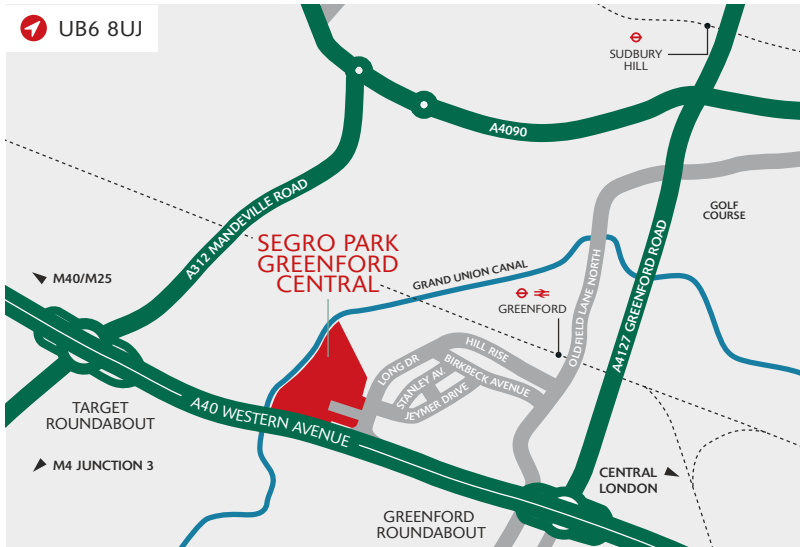 UB6 8UJ
SUDBURY
HILL
A4090
A312 MANDEVILLE ROAD
GOLF
COURSE
SEGRO PARK
GREENFORD
CENTRAL
M40/M25
GRAND UNION CANAL
GREENFORD
OLDFIELD LANE NORTH
A4127 GREENFORD ROAD
HILL RISE
LONG DR
STANLEY AV.
BIRKBECK AVENUE
JEYMER DRIVE
TARGET
ROUNDABOUT
A40 WESTERN AVENUE
M4 JUNCTION 3
CENTRAL
LONDON
GREENFORD
ROUNDABOUT